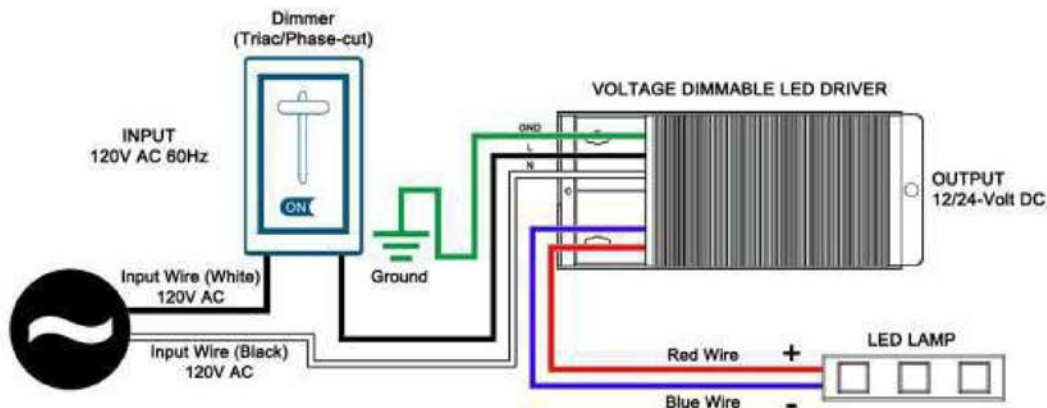 Dimmer
(Triac/Phase-cut)
VOLTAGE DIMMABLE LED DRIVER
INPUT
120V AC 60Hz
GND
L
N
ON
OUTPUT
12/24-Volt DC
Input Wire (White)
120V AC
Ground
Input Wire (Black)
120V AC
LED LAMP
Red Wire +
Blue Wire -